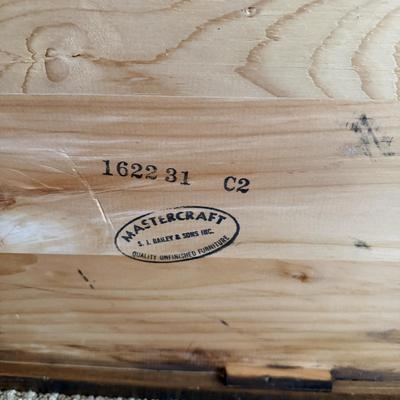 1622 31 C2
MASTERCRAFT
S. J. BAILEY & SONS INC.
QUALITY UNFINISHED FURNITURE